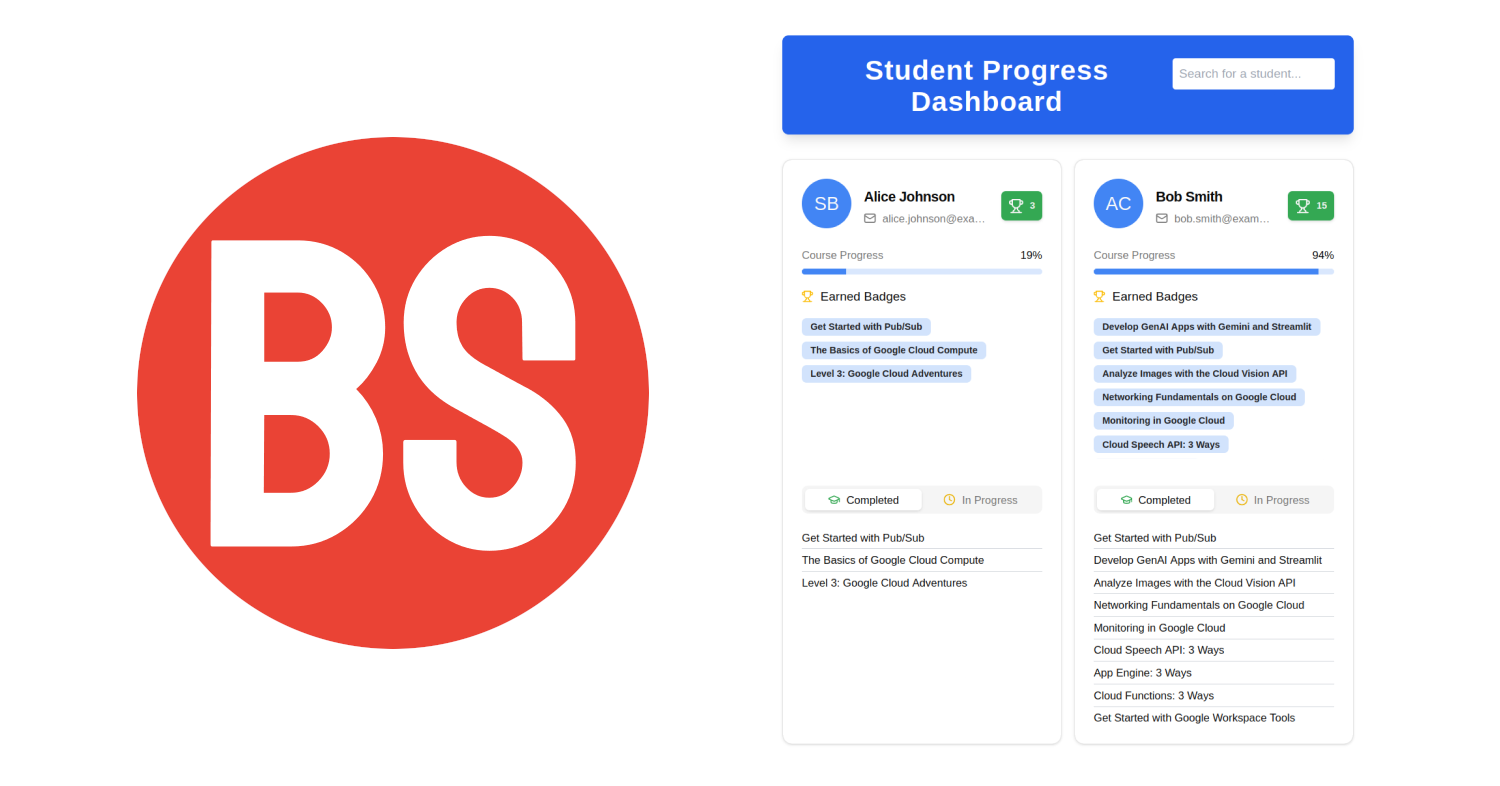 BS
Student Progress
Dashboard
Search for a student...
SB
Alice Johnson
alice.johnson@exa...
3
Course Progress
19%
Earned Badges
Get Started with Pub/Sub
The Basics of Google Cloud Compute
Level 3: Google Cloud Adventures
Completed
In Progress
Get Started with Pub/Sub
The Basics of Google Cloud Compute
Level 3: Google Cloud Adventures
AC
Bob Smith
bob.smith@exam...
15
Course Progress
94%
Earned Badges
Develop GenAI Apps with Gemini and Streamlit
Get Started with Pub/Sub
Analyze Images with the Cloud Vision API
Networking Fundamentals on Google Cloud
Monitoring in Google Cloud
Cloud Speech API: 3 Ways
Completed
In Progress
Get Started with Pub/Sub
Develop GenAI Apps with Gemini and Streamlit
Analyze Images with the Cloud Vision API
Networking Fundamentals on Google Cloud
Monitoring in Google Cloud
Cloud Speech API: 3 Ways
App Engine: 3 Ways
Cloud Functions: 3 Ways
Get Started with Google Workspace Tools